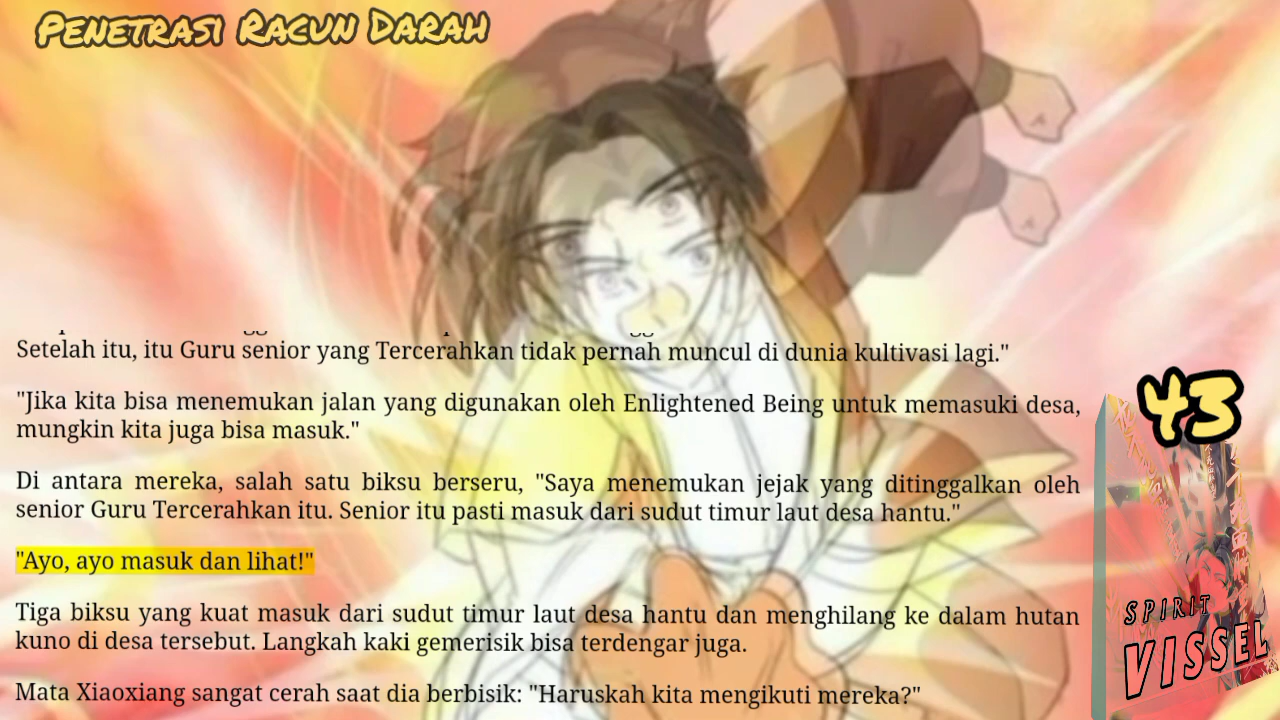 Penetrasi Racun Darah
Setelah itu, itu Guru senior yang Tercerahkan tidak pernah muncul di dunia kultivasi lagi."
"Jika kita bisa menemukan jalan yang digunakan oleh Enlightened Being untuk memasuki desa,
mungkin kita juga bisa masuk."
Di antara mereka, salah satu biksu berseru, "Saya menemukan jejak yang ditinggalkan oleh
senior Guru Tercerahkan itu. Senior itu pasti masuk dari sudut timur laut desa hantu."
"Ayo, ayo masuk dan lihat!"
Tiga biksu yang kuat masuk dari sudut timur laut desa hantu dan menghilang ke dalam hutan
kuno di desa tersebut. Langkah kaki gemerisik bisa terdengar juga.
Mata Xiaoxiang sangat cerah saat dia berbisik: "Haruskah kita mengikuti mereka?"
43
SPIRIT
VISSEL